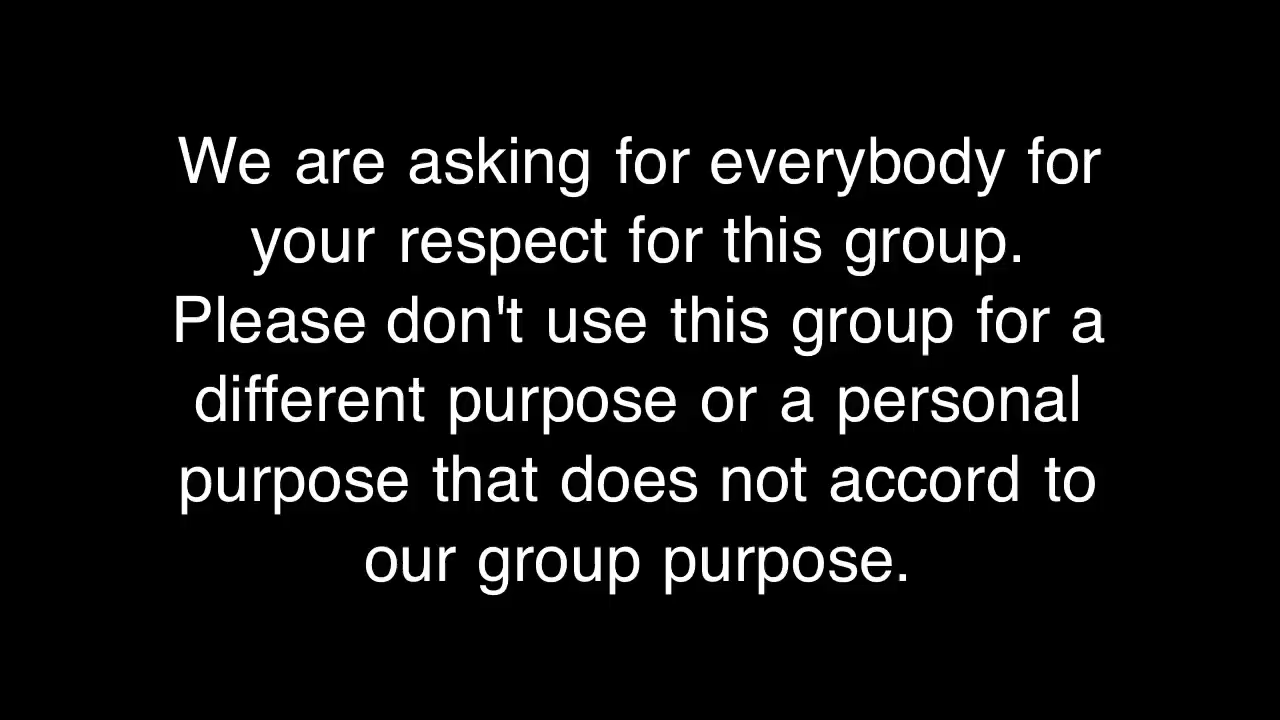 We are asking for everybody for
your respect for this group.
Please don't use this group for a
different purpose or a personal
purpose that does not accord to
our group purpose.